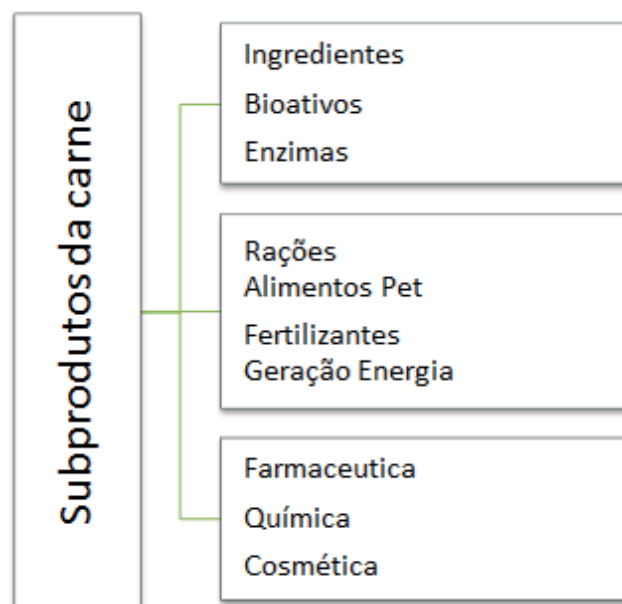 Subprodutos da carne
Ingredientes
Bioativos
Enzimas
Rações
Alimentos Pet
Fertilizantes
Geração Energia
Farmaceutica
Química
Cosmética